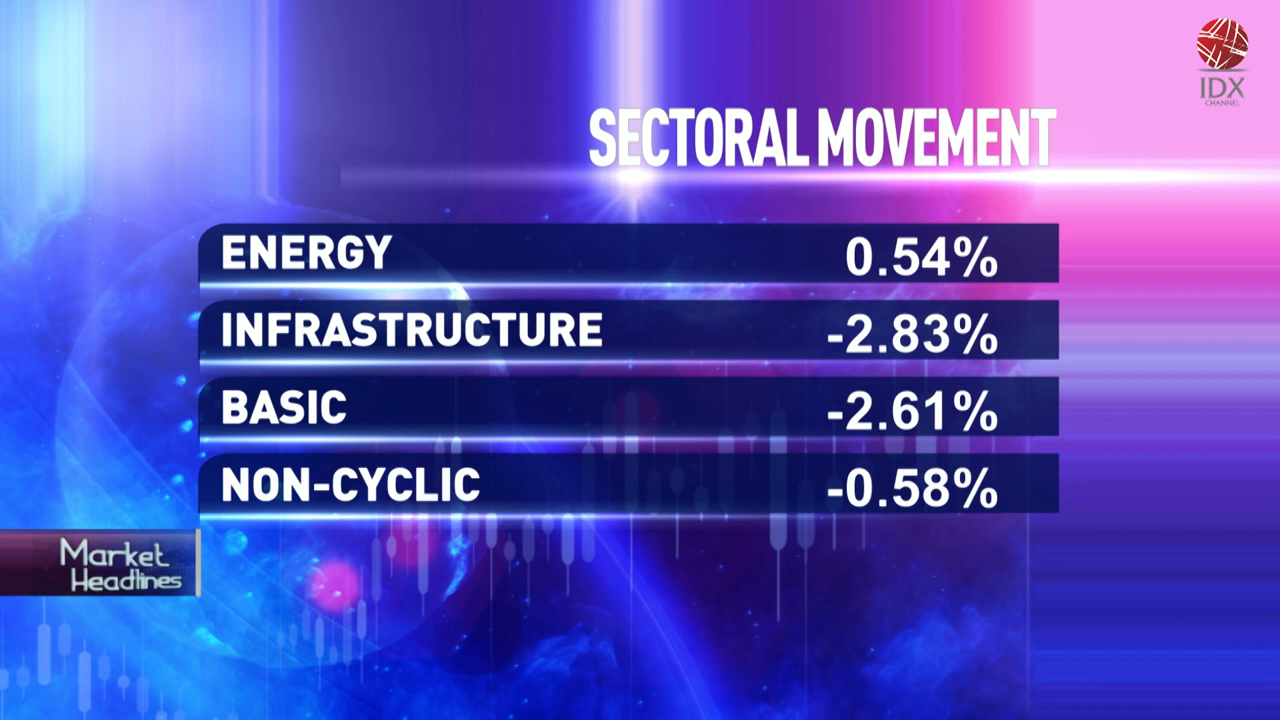 IDX
CHANNEL
SECTORAL MOVEMENT
ENERGY 0.54%
INFRASTRUCTURE -2.83%
BASIC -2.61%
NON-CYCLIC -0.58%
Market
Headlines